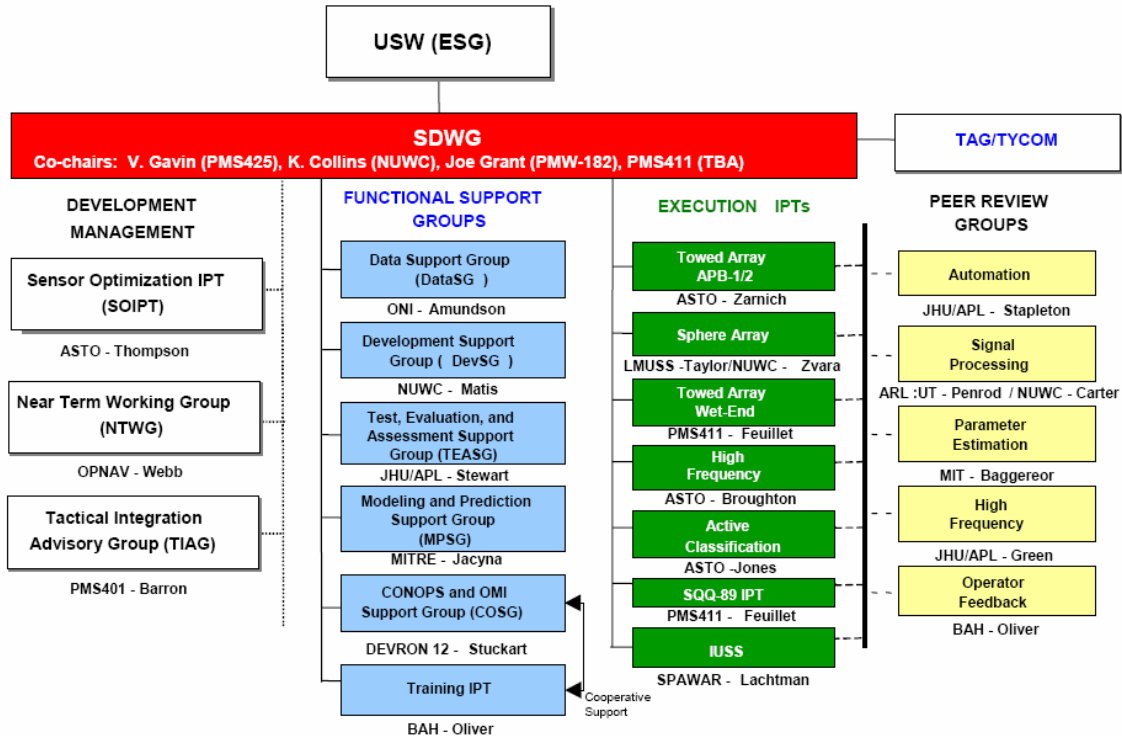 USW (ESG)
SDWG
Co-chairs: V. Gavin (PMS425), K. Collins (NUWC), Joe Grant (PMW-182), PMS411 (TBA)
TAG/TYCOM
DEVELOPMENT
MANAGEMENT
Sensor Optimization IPT
(SOIPT)
ASTO - Thompson
Near Term Working Group
(NTWG)
OPNAV - Webb
Tactical Integration
Advisory Group (TIAG)
PMS401 - Barron
FUNCTIONAL SUPPORT
GROUPS
Data Support Group
(DataSG )
ONI - Amundson
Development Support
Group ( DevSG )
NUWC - Matis
Test, Evaluation, and
Assessment Support
Group (TEASG)
JHU/APL - Stewart
Modeling and Prediction
Support Group
(MPSG)
MITRE - Jacyna
CONOPS and OMI
Support Group (COSG)
DEVRON 12 - Stuckart
Training IPT
BAH - Oliver
Cooperative
Support
EXECUTION IPTs
Towed Array
APB-1/2
ASTO - Zarnich
Sphere Array
LMUSS -Taylor/NUWC - Zvara
Towed Array
Wet-End
PMS411 - Feuillet
High
Frequency
ASTO - Broughton
Active
Classification
ASTO -Jones
SQQ-89 IPT
PMS411 - Feuillet
IUSS
SPAWAR - Lachtman
PEER REVIEW
GROUPS
Automation
JHU/APL - Stapleton
Signal
Processing
ARL :UT - Penrod / NUWC - Carter
Parameter
Estimation
MIT - Baggereor
High
Frequency
JHU/APL - Green
Operator
Feedback
BAH - Oliver